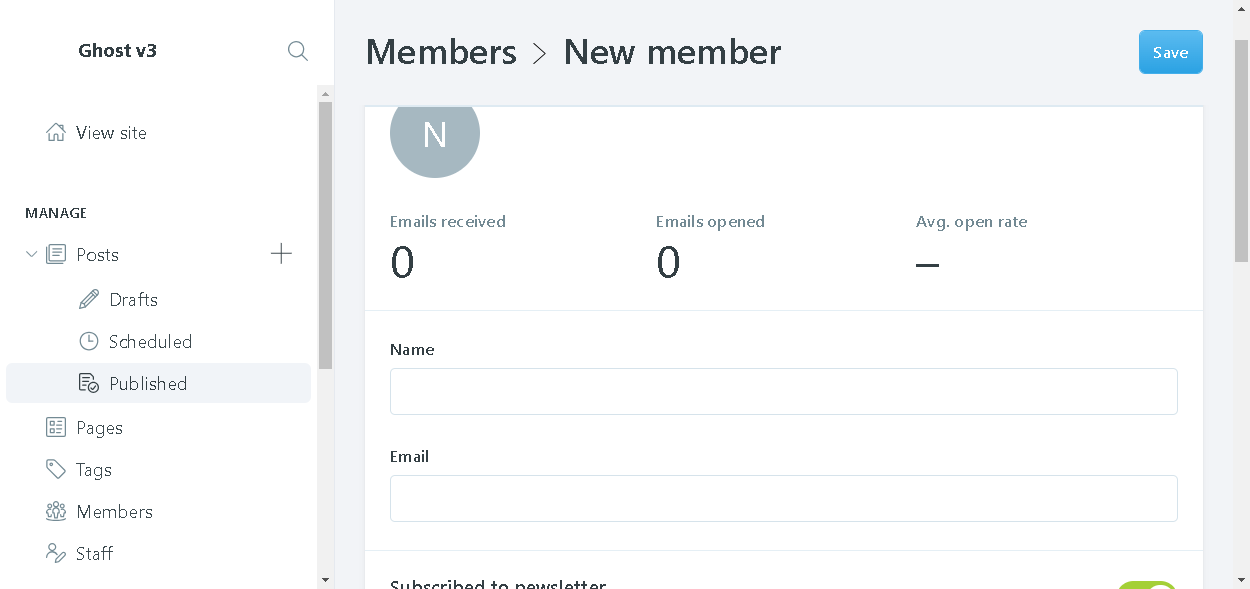 Ghost v3
Members > New member
Save
View site
N
MANAGE
Emails received
Emails opened
Avg. open rate
0
0
–
Posts
Drafts
Scheduled
Published
Pages
Tags
Members
Staff
Name
Email
Subscribed to newsletter